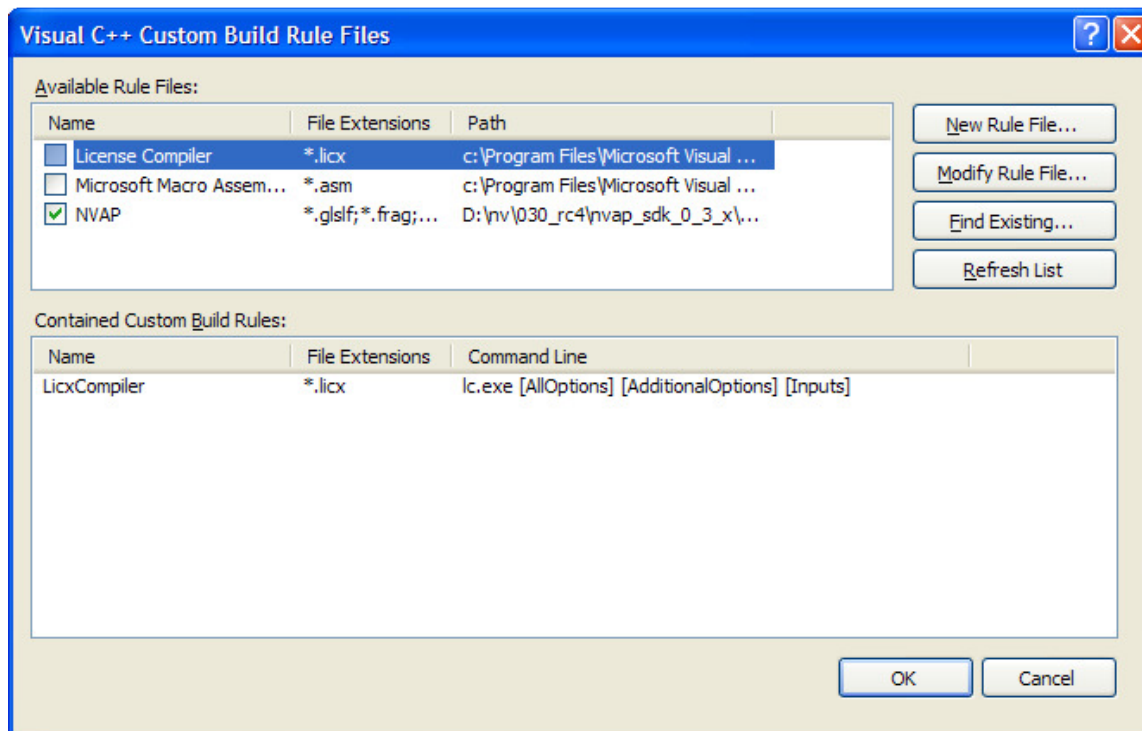 Visual C++ Custom Build Rule Files
Available Rule Files:
Name File Extensions Path
License Compiler *.licx c:\Program Files\Microsoft Visual ...
Microsoft Macro Assem... *.asm c:\Program Files\Microsoft Visual ...
NVAP *.glslf;*.frag;... D:\nv\030_rc4\nvap_sdk_0_3_x\...
New Rule File...
Modify Rule File...
Find Existing...
Refresh List
Contained Custom Build Rules:
Name File Extensions Command Line
LicxCompiler *.licx lc.exe [AllOptions] [AdditionalOptions] [Inputs]
OK Cancel